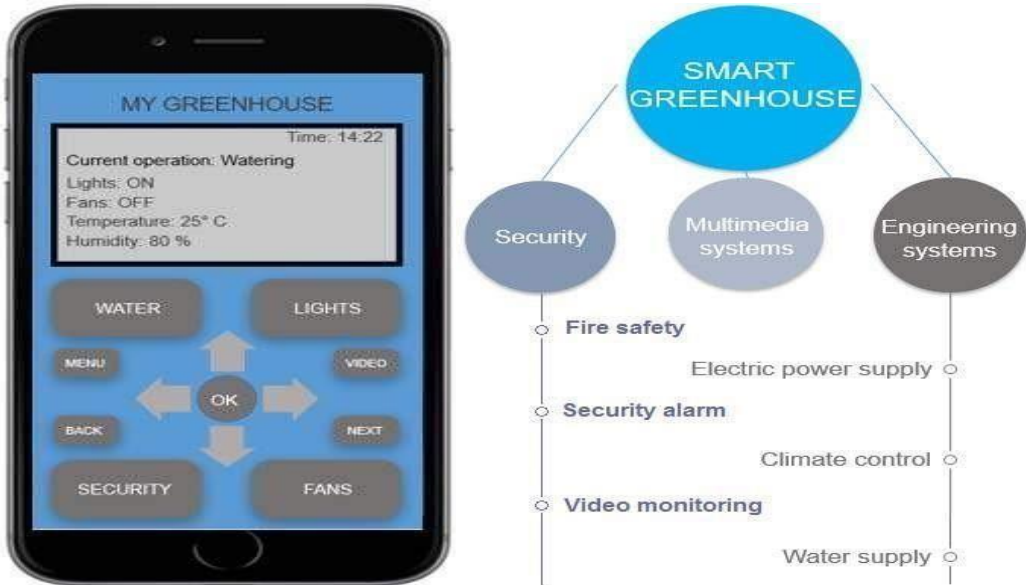 MY GREENHOUSE
Time: 14:22
Current operation: Watering
Lights: ON
Fans: OFF
Temperature: 25° C
Humidity: 80 %
WATER
LIGHTS
MENU
VIDEO
OK
BACK
NEXT
SECURITY
FANS
SMART
GREENHOUSE
Security
Multimedia
systems
Engineering
systems
Fire safety
Electric power supply
Security alarm
Climate control
Video monitoring
Water supply